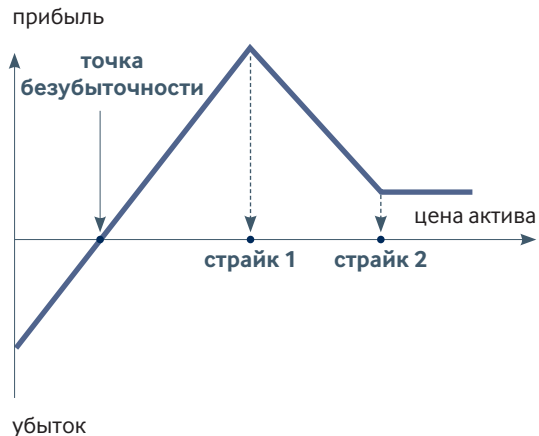 прибыль
точка
безубыточности
цена актива
страйк 1
страйк 2
убыток